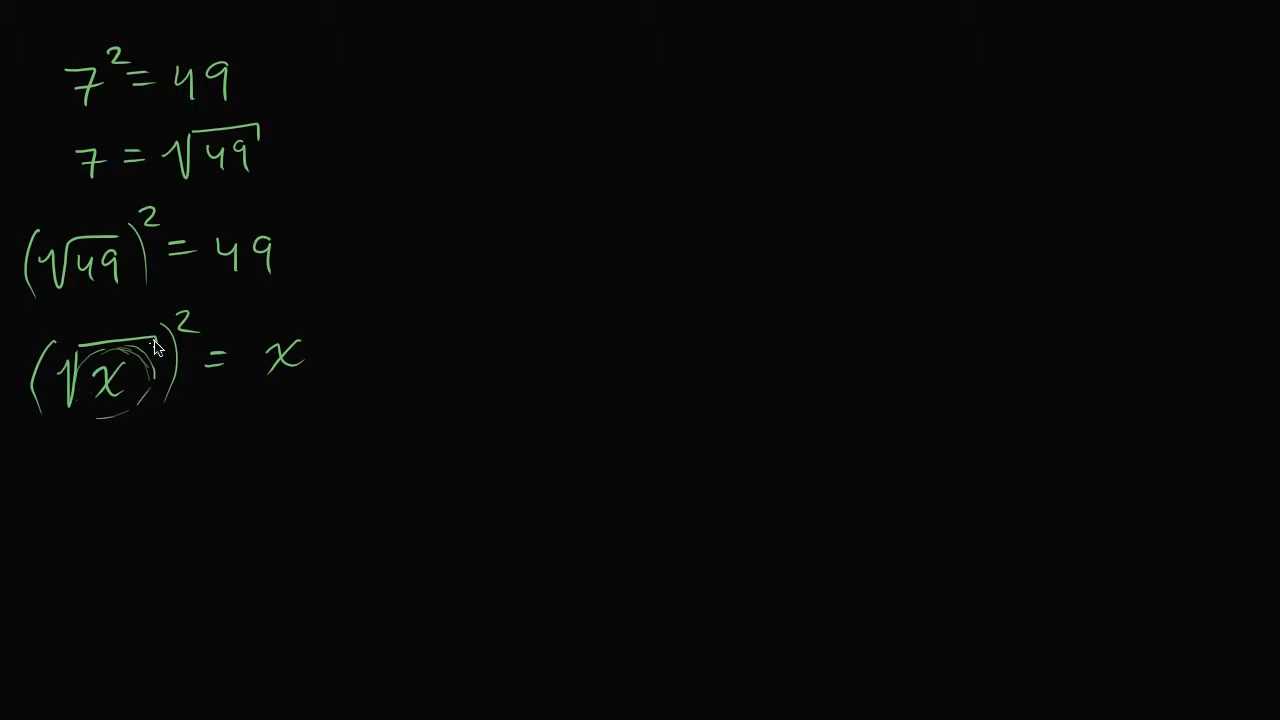 7² = 49
7 = √49
(√49)² = 49
(√x)² = x